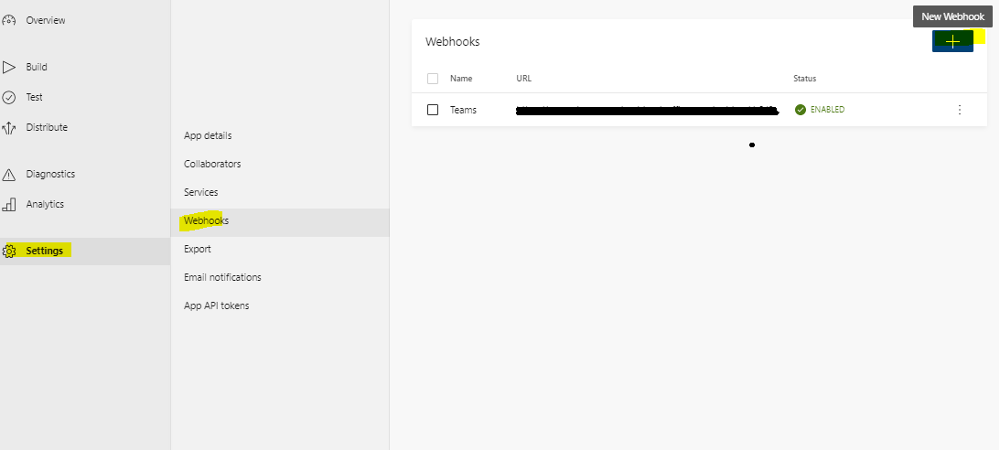 Overview
Build
Test
Distribute
Diagnostics
Analytics
Settings
App details
Collaborators
Services
Webhooks
Export
Email notifications
App API tokens
New Webhook
Webhooks
Name URL Status
Teams ENABLED